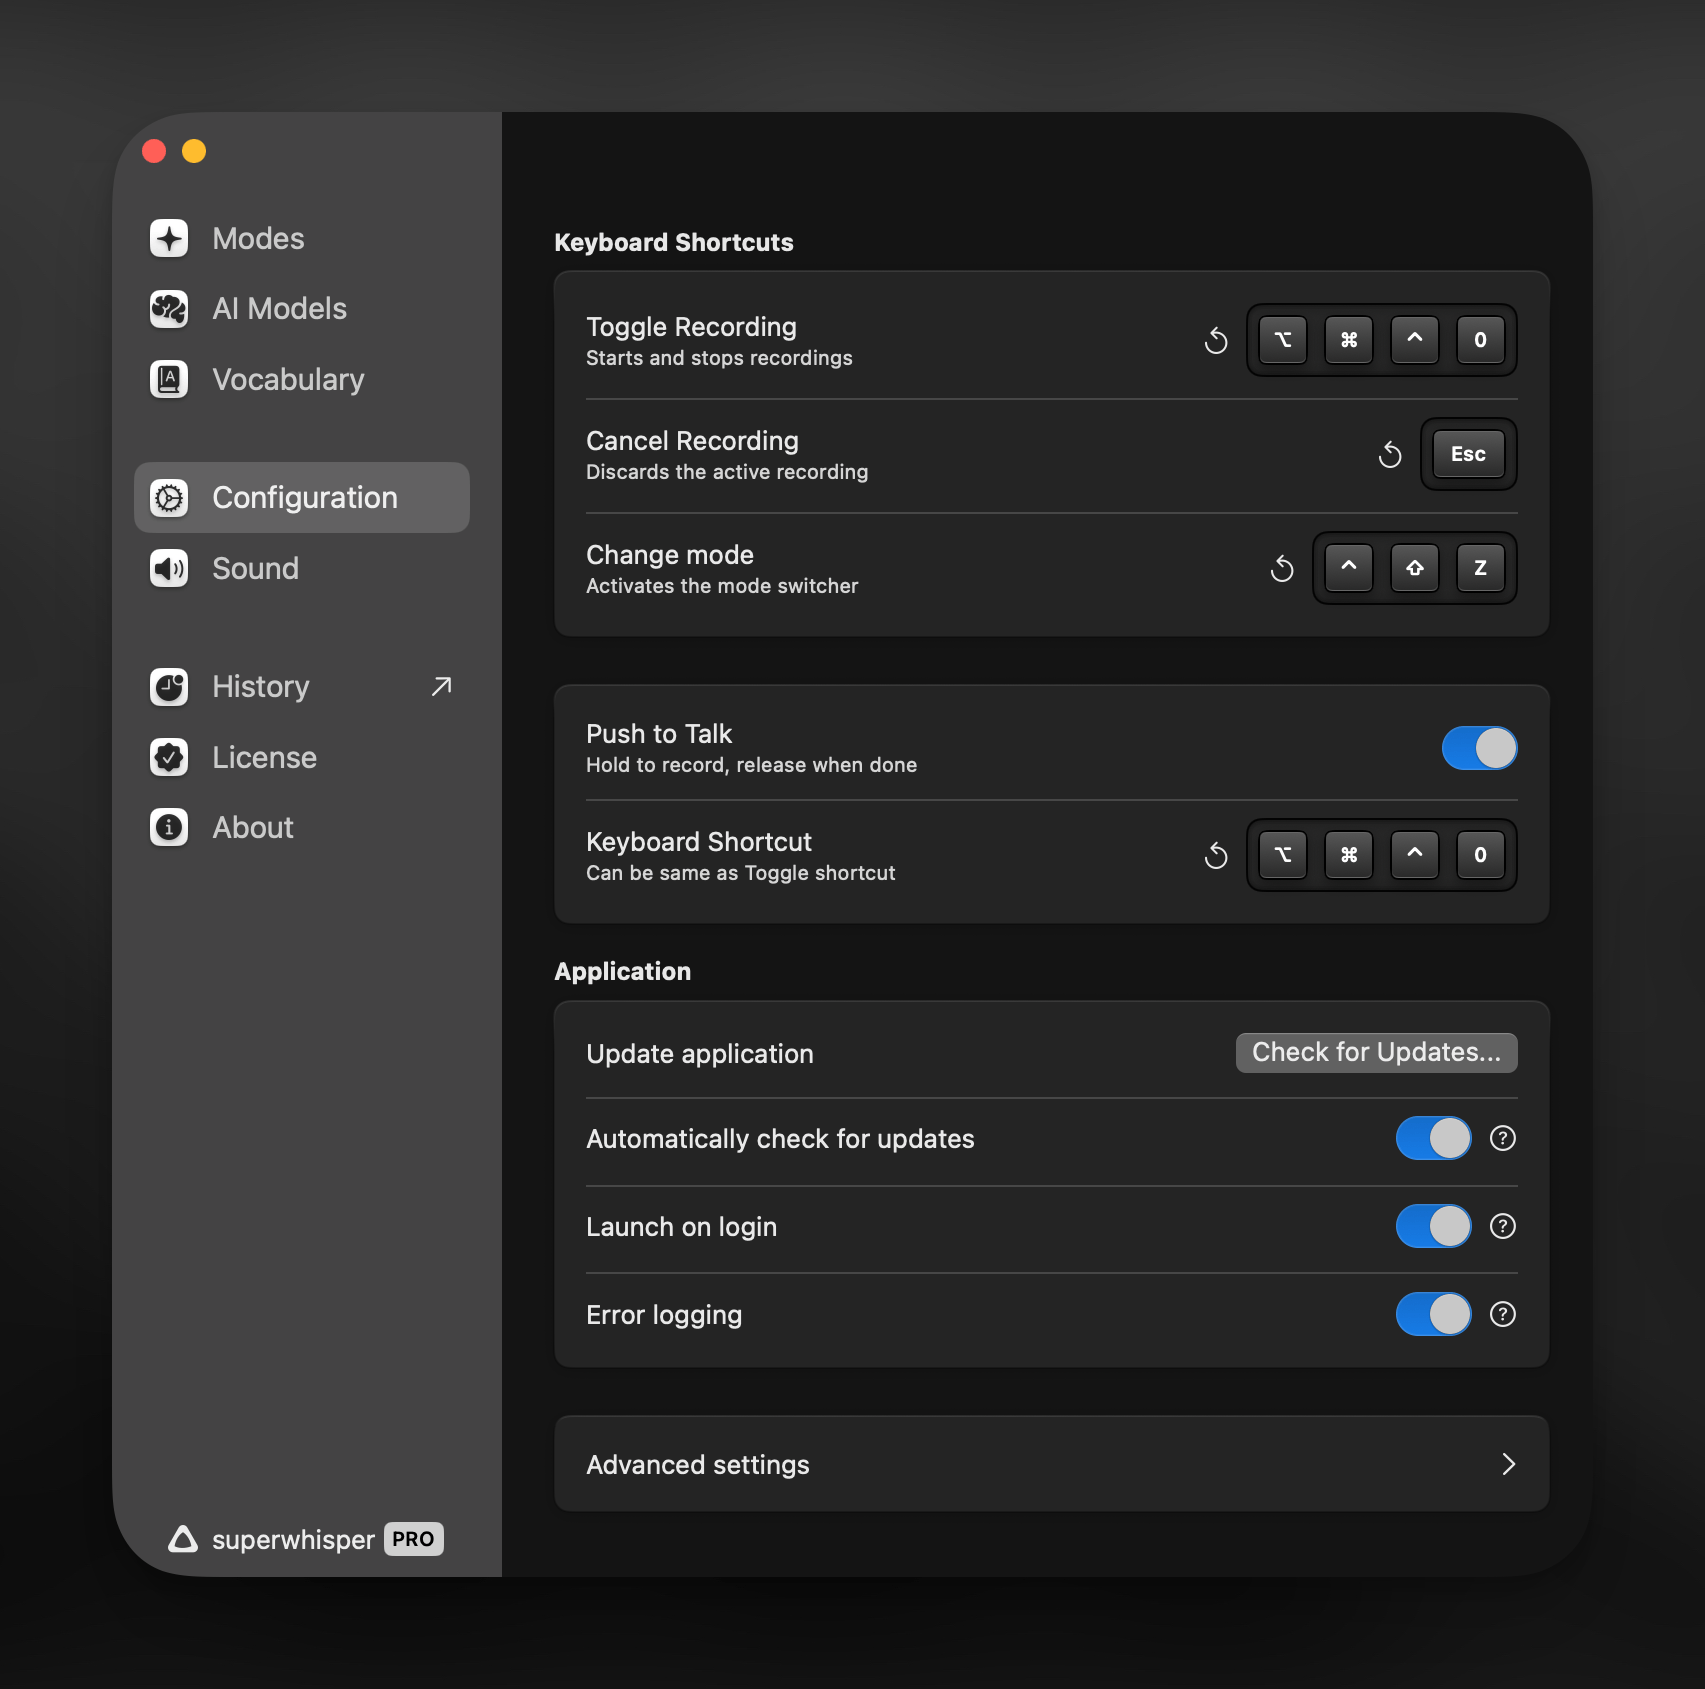 Modes
AI Models
Vocabulary
Configuration
Sound
History
License
About
superwhisper PRO
Keyboard Shortcuts
Toggle Recording
Starts and stops recordings
⌥ ⌘ ^ 0
Cancel Recording
Discards the active recording
Esc
Change mode
Activates the mode switcher
^ ⇧ Z
Push to Talk
Hold to record, release when done
Keyboard Shortcut
Can be same as Toggle shortcut
⌥ ⌘ ^ 0
Application
Update application
Check for Updates...
Automatically check for updates
?
Launch on login
?
Error logging
?
Advanced settings